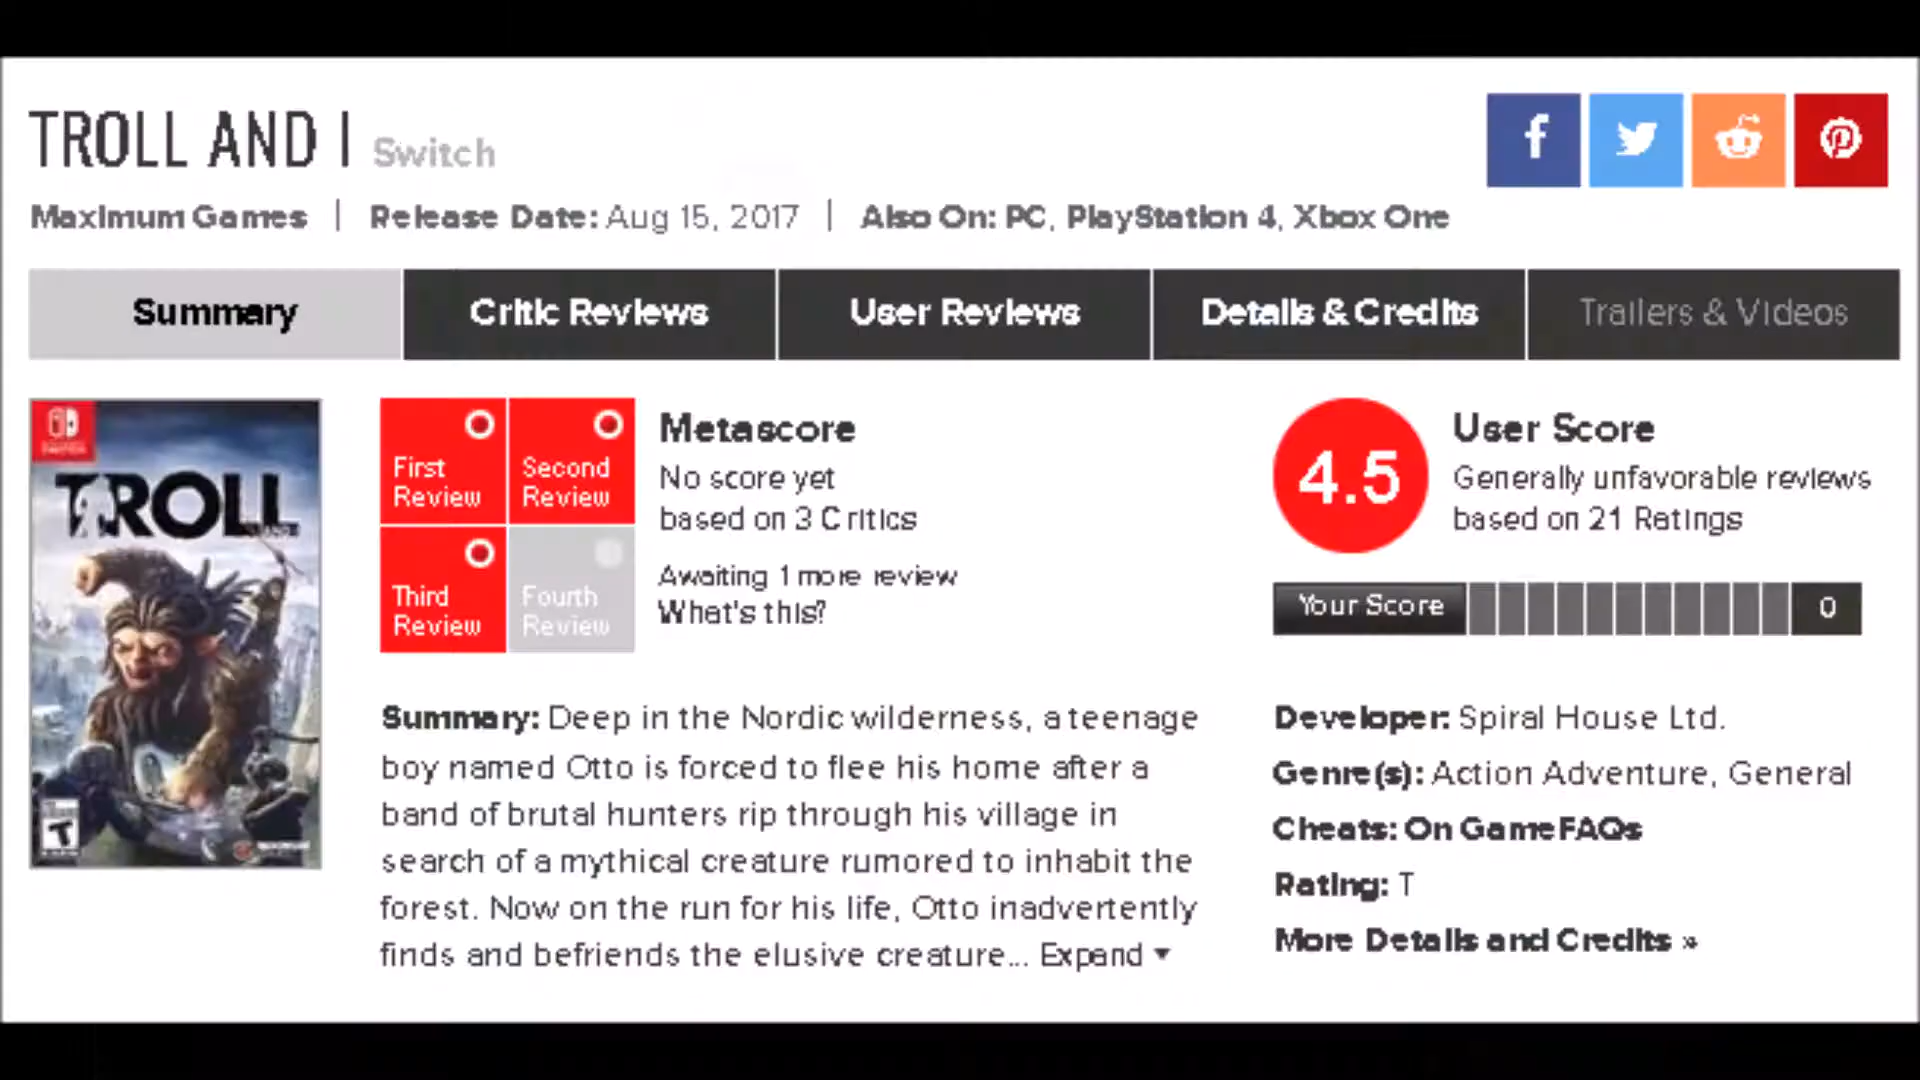 TROLL AND I Switch
Maximum Games | Release Date: Aug 15, 2017 | Also On: PC, PlayStation 4, Xbox One
Summary Critic Reviews User Reviews Details & Credits Trailers & Videos
TROLL
T
First Review
Second Review
Third Review
Fourth Review
Metascore
No score yet
based on 3 Critics
Awaiting 1 more review
What's this?
4.5
User Score
Generally unfavorable reviews
based on 21 Ratings
Your Score 0
Summary: Deep in the Nordic wilderness, a teenage
boy named Otto is forced to flee his home after a
band of brutal hunters rip through his village in
search of a mythical creature rumored to inhabit the
forest. Now on the run for his life, Otto inadvertently
finds and befriends the elusive creature... Expand
Developer: Spiral House Ltd.
Genre(s): Action Adventure, General
Cheats: On GameFAQs
Rating: T
More Details and Credits »